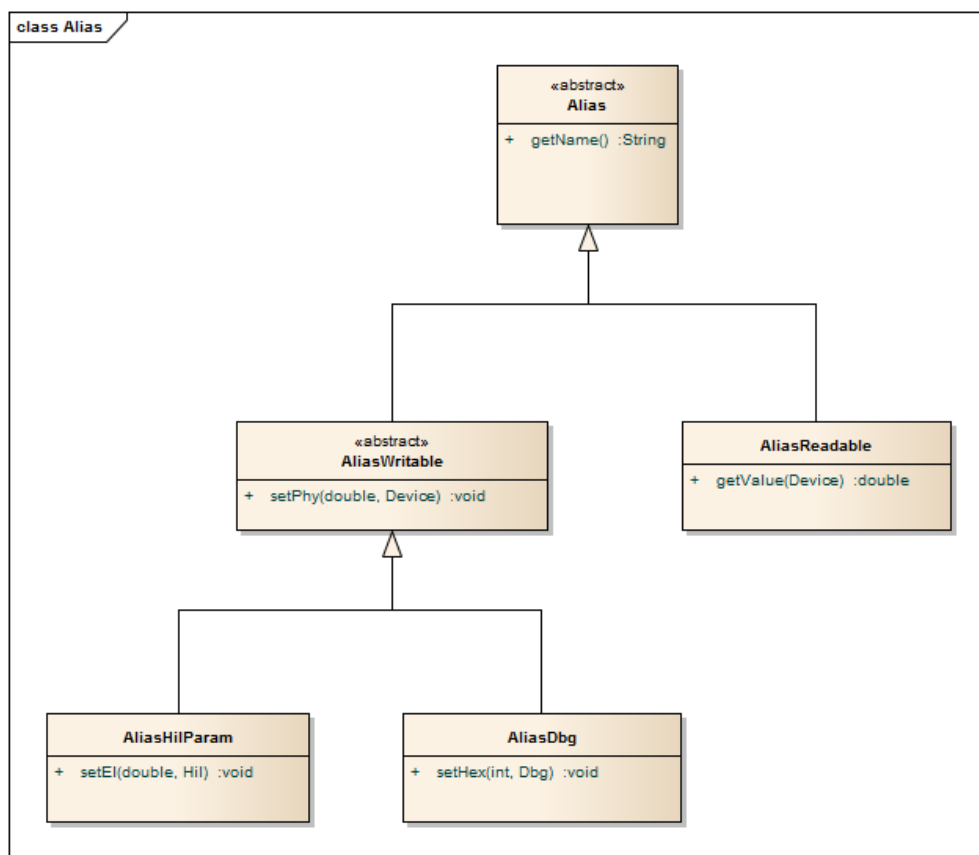 class Alias
«abstract»
Alias
+ getName() :String
«abstract»
AliasWritable
+ setPhy(double, Device) :void
AliasReadable
+ getValue(Device) :double
AliasHilParam
+ setEl(double, Hil) :void
AliasDbg
+ setHex(int, Dbg) :void